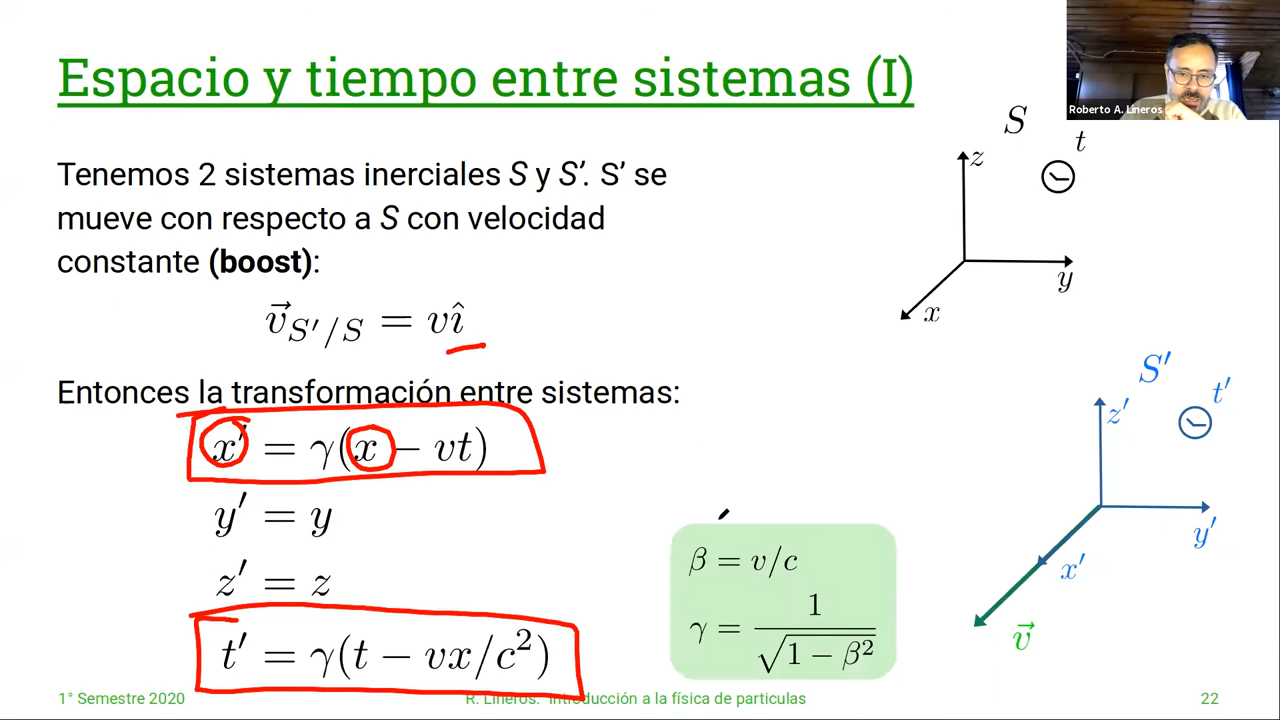 Espacio y tiempo entre sistemas (I)
Roberto A. Lineros
Tenemos 2 sistemas inerciales S y S’. S’ se
mueve con respecto a S con velocidad
constante (boost):
v⃗_{S′/S} = vî
Entonces la transformación entre sistemas:
x′ = γ(x − vt)
y′ = y
z′ = z
t′ = γ(t − vx/c²)
β = v/c
γ = 1/√(1 − β²)
S
t
z
y
x
S′
t′
z′
y′
x′
v⃗
1° Semestre 2020
R. Lineros. Introducción a la física de particulas
22